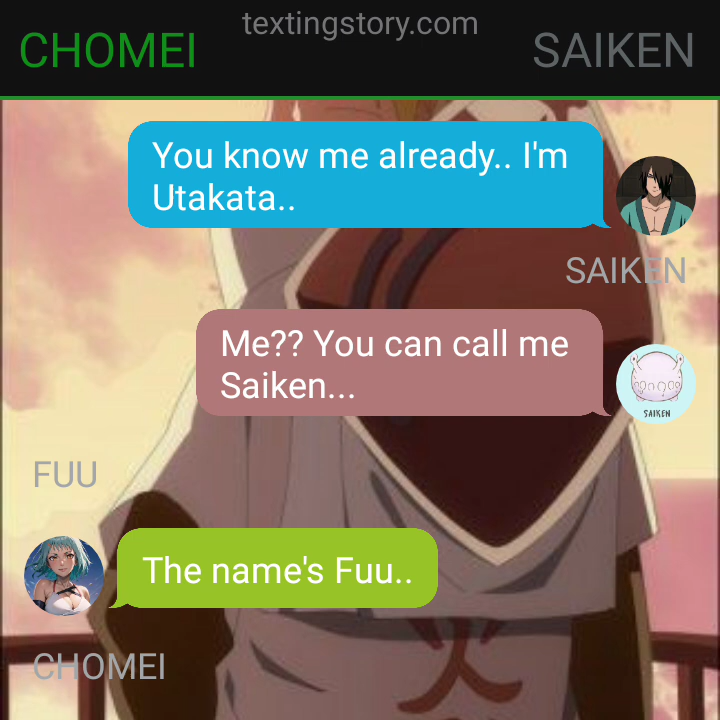 textingstory.com
CHOMEI
SAIKEN
You know me already.. I'm
Utakata..
SAIKEN
Me?? You can call me
Saiken...
SAIKEN
FUU
The name's Fuu..
CHOMEI
火